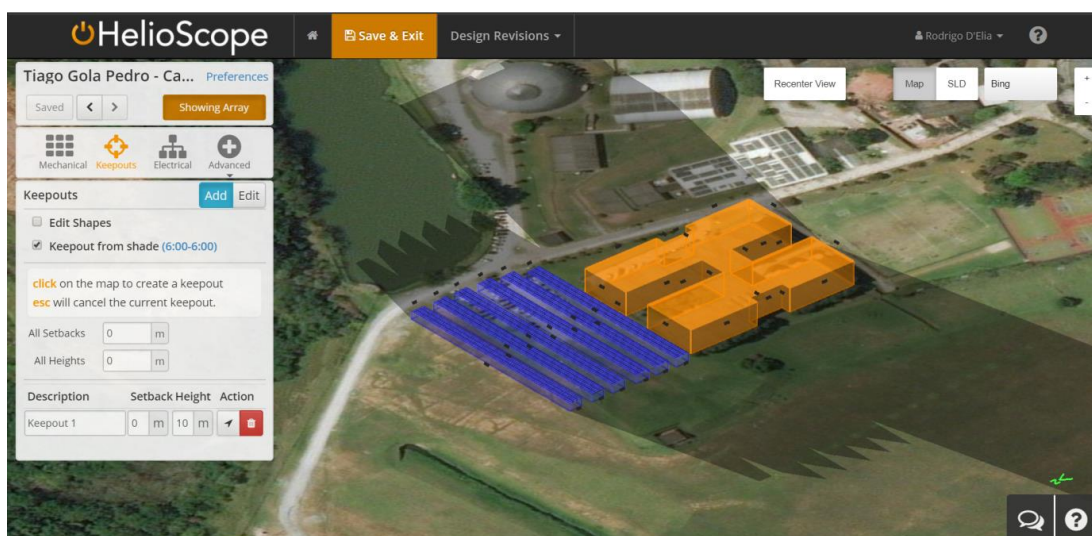 HelioScope
Save & Exit
Design Revisions
Rodrigo D'Elia
?
Tiago Gola Pedro - Ca... Preferences
Saved < > Showing Array
Recenter View
Map SLD Bing
+
-
Mechanical Keepouts Electrical Advanced
Keepouts Add Edit
Edit Shapes
Keepout from shade (6:00-6:00)
click on the map to create a keepout
esc will cancel the current keepout.
All Setbacks 0 m
All Heights 0 m
Description Setback Height Action
Keepout 1 0 m 10 m
?